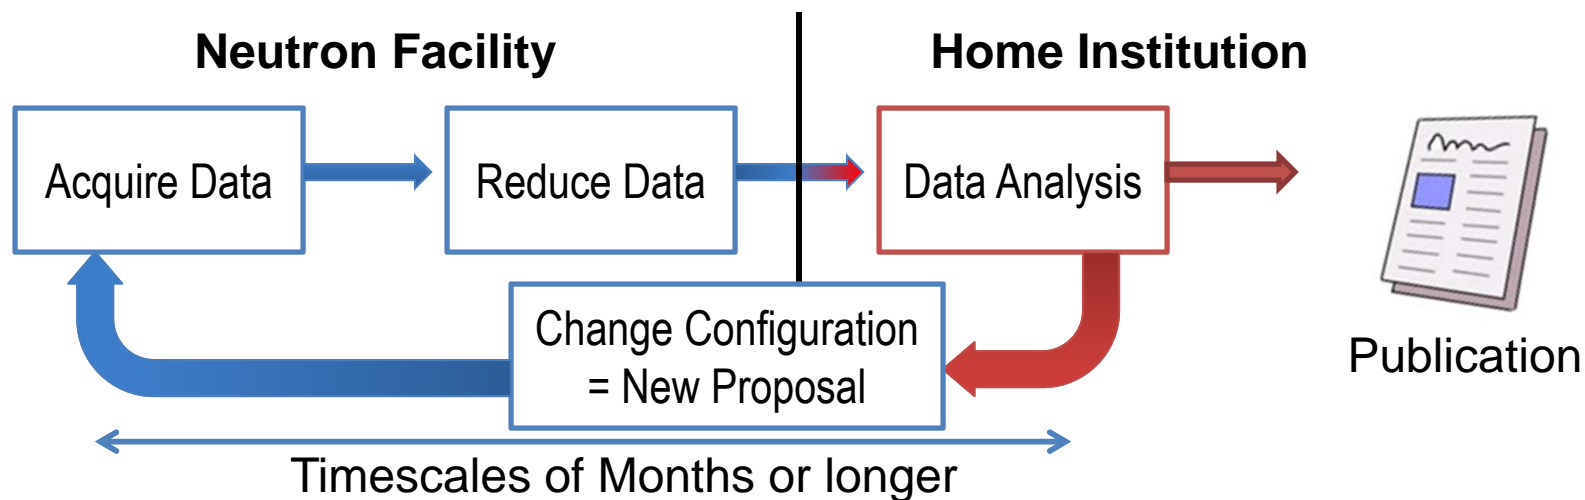 Neutron Facility
Home Institution
Acquire Data
Reduce Data
Data Analysis
Change Configuration
= New Proposal
Publication
Timescales of Months or longer